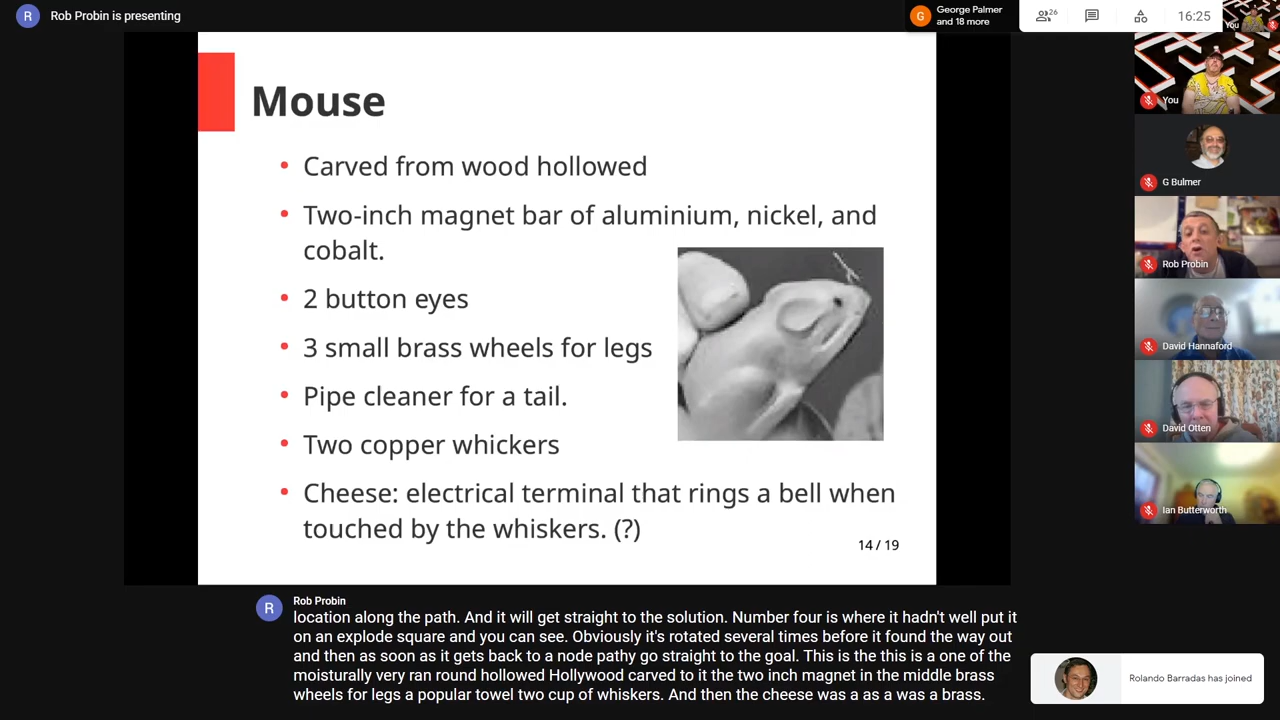 R
Rob Probin is presenting
G
George Palmer
and 18 more
26
16:25
You
Mouse
Carved from wood hollowed
Two-inch magnet bar of aluminium, nickel, and
cobalt.
2 button eyes
3 small brass wheels for legs
Pipe cleaner for a tail.
Two copper whickers
Cheese: electrical terminal that rings a bell when
touched by the whiskers. (?)
14 / 19
You
G Bulmer
Rob Probin
David Hannaford
David Otten
Ian Butterworth
R
Rob Probin
location along the path. And it will get straight to the solution. Number four is where it hadn't well put it
on an explode square and you can see. Obviously it's rotated several times before it found the way out
and then as soon as it gets back to a node pathy go straight to the goal. This is the this is a one of the
moisturally very ran round hollowed Hollywood carved to it the two inch magnet in the middle brass
wheels for legs a popular towel two cup of whiskers. And then the cheese was a as a was a brass.
Rolando Barradas has joined